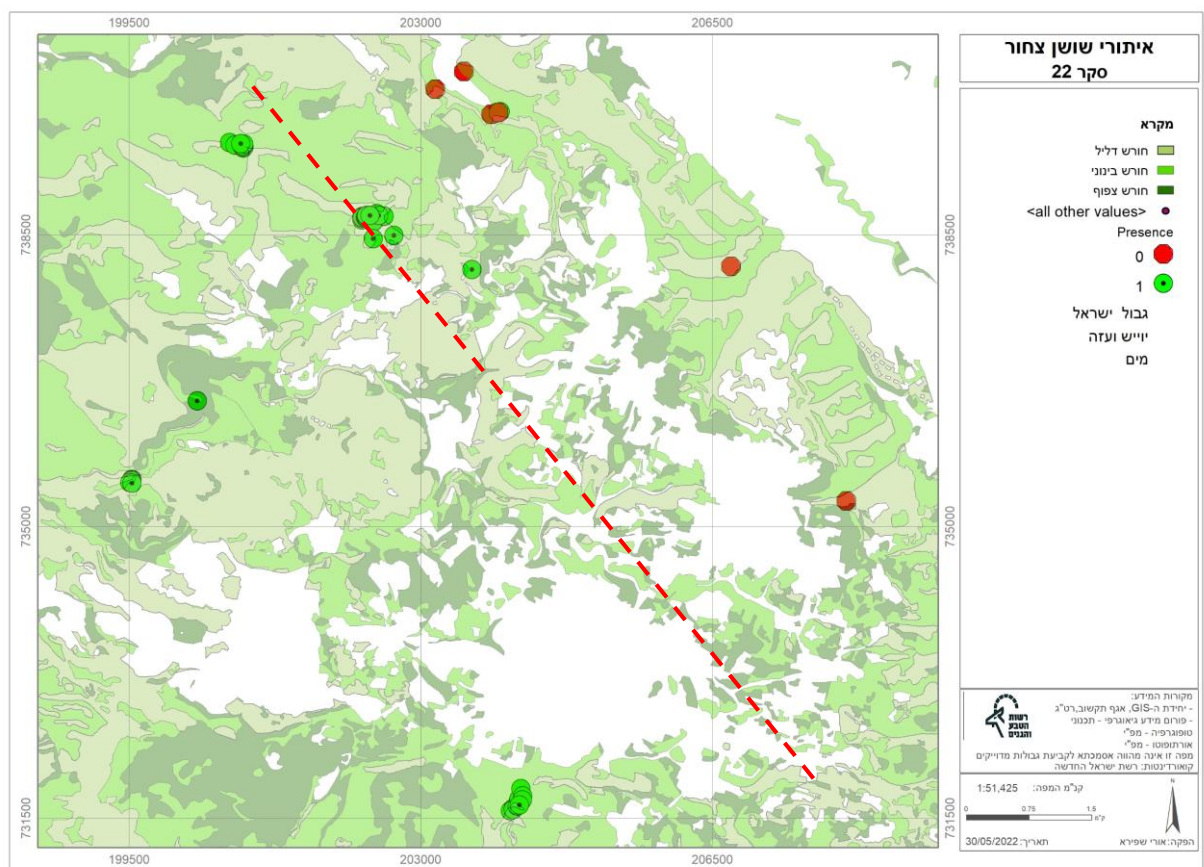 199500
203000
206500
738500
738500
735000
735000
731500
731500
199500
203000
206500
איתורי שושן צחור
סקר 22
מקרא
חורש דליל
חורש בינוני
חורש צפוף
<all other values>
Presence
0
1
גבול ישראל
יוייש ועזה
מים
רשות
הטבע
והגנים
מקורות המידע:
- יחידת ה-GIS, אגף תקשוב,רט"ג
- פורום מידע גיאוגרפי - תכנוני
טופוגרפיה - מפ"י
אורתופוטו - מפ"י
מפה זו אינה מהווה אסמכתא לקביעת גבולות מדוייקים
קואורדינטות: רשת ישראל החדשה
קנ"מ המפה: 1:51,425
0 0.75 1.5
ק"מ
N
הפקה: אורי שפירא תאריך: 30/05/2022